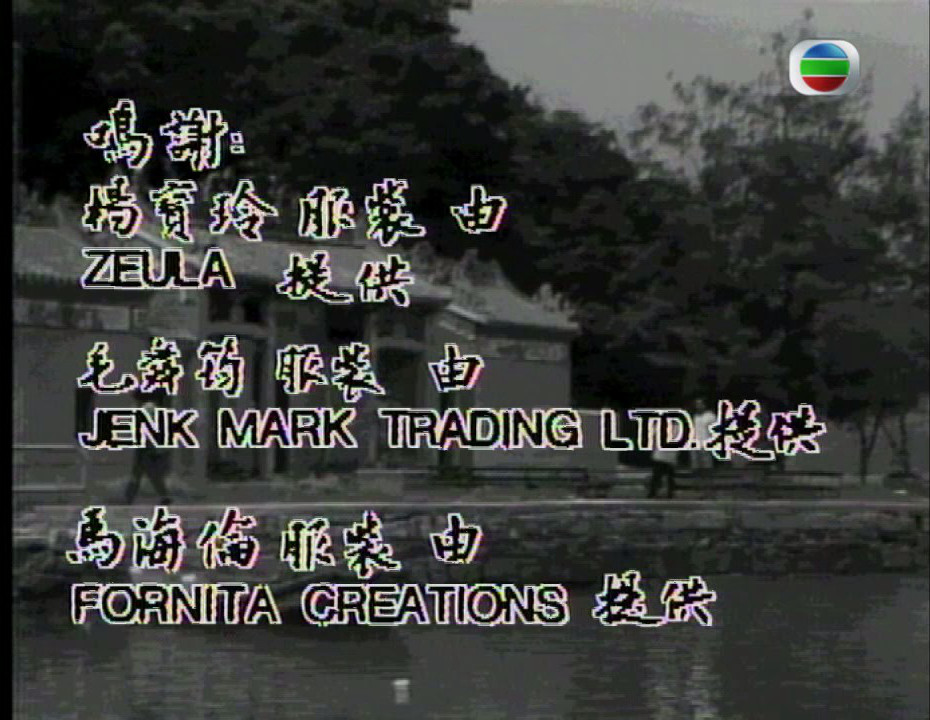 鳴謝:
楊寶玲 服裝 由
ZEULA 提供
毛舜筠 服裝 由
JENK MARK TRADING LTD. 提供
馬海倫 服裝 由
FORNITA CREATIONS 提供